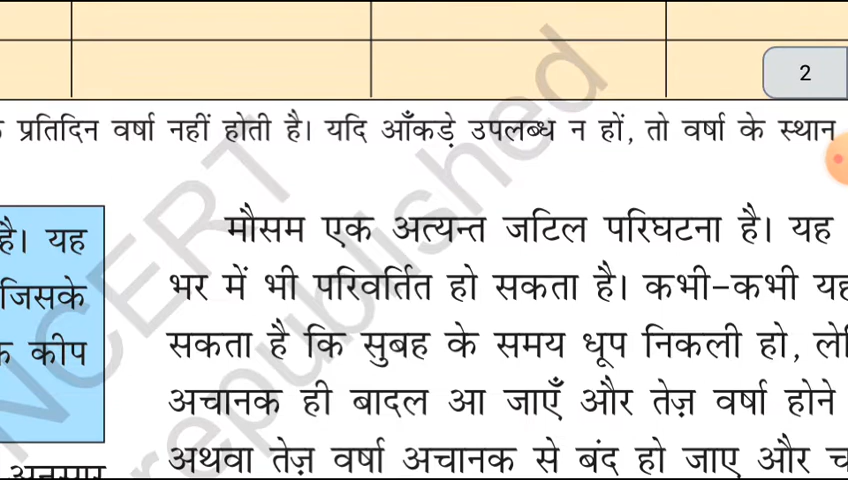 2
प्रतिदिन वर्षा नहीं होती है। यदि आँकड़े उपलब्ध न हों, तो वर्षा के स्थान
है। यह
जिसके
कीप
मौसम एक अत्यन्त जटिल परिघटना है। यह
भर में भी परिवर्तित हो सकता है। कभी-कभी
सकता है कि सुबह के समय धूप निकली हो,
अचानक ही बादल आ जाएँ और तेज़ वर्षा होने
अथवा तेज़ वर्षा अचानक से बंद हो जाए और
NCERT
republished